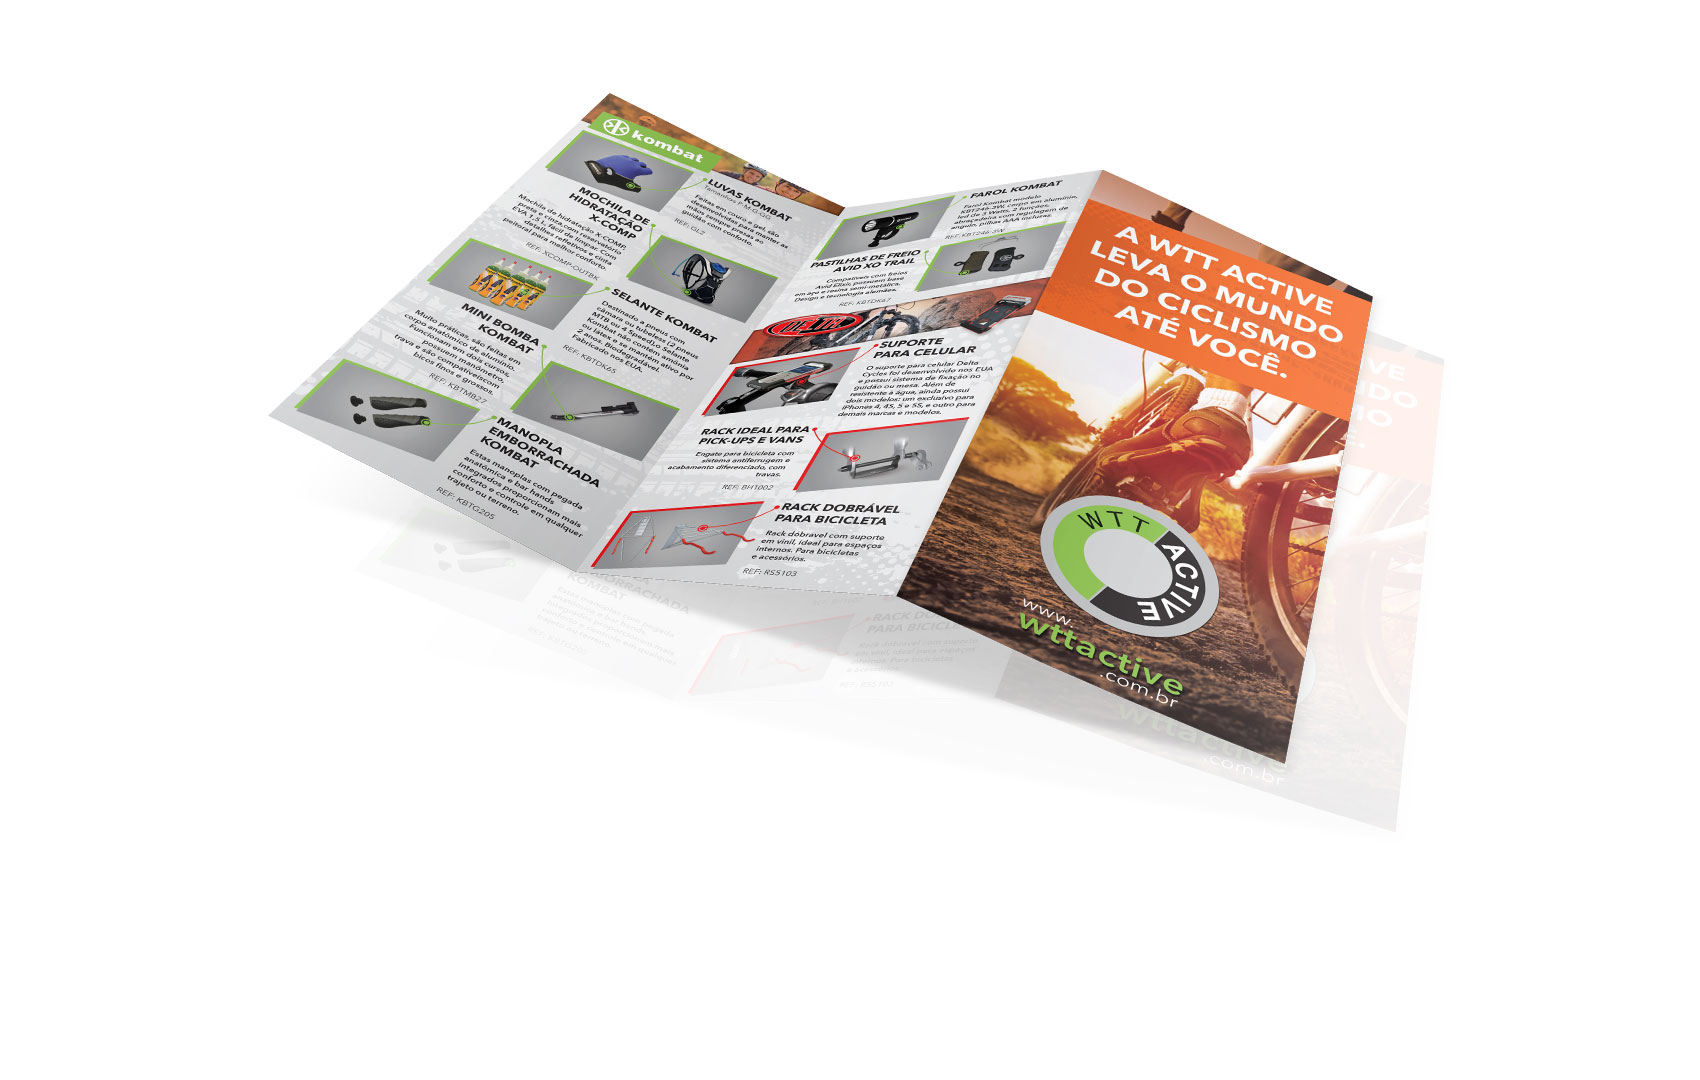 kombat
LUVAS KOMBAT
Tamanhos P-M-G-GG
Feitas em couro e gel, são
desenvolvidas para manter as
mãos sempre presas ao
guidão com conforto.
REF: GL2
MOCHILA DE
HIDRATAÇÃO
X-COMP
Mochila de hidratação X-COMP,
preta e cinza com reservatório
EVA 1,5 L fácil de limpar. Com
detalhes refletivos e cinta
peitoral para melhor conforto.
REF: XCOMP-OUTBK
SELANTE KOMBAT
Destinado a pneus com
câmara ou tubeless (2 pneus
MTB ou 4 Speed).o Selante
Kombat não contém amônia
ou látex e se mantém ativo por
2 anos. Biodegradável.
Fabricado nos EUA.
REF: KBTDK65
MINI BOMBA
KOMBAT
Muito práticas, são feitas em
corpo anatômico de alumínio.
Funcionam em dois cursos,
possuem manômetro,
trava e são compatíveiscom
bicos finos e grossos.
REF: KBTMB27
MANOPLA
EMBORRACHADA
KOMBAT
Estas manoplas com pegada
anatômica e bar hands
integrados proporcionam mais
conforto e controle em qualquer
trajeto ou terreno.
REF: KBTG205
FAROL KOMBAT
Farol Kombat modelo
KBT246-3W, corpo em alumínio,
led de 3 Watts, 2 funções,
abraçadeira com regulagem de
angulo, pilhas AAA inclusas.
REF: KBT246-3W
PASTILHAS DE FREIO
AVID XO TRAIL
Compatíveis com freios
Avid Elixir, possuem base
em aço e resina semi-metálica.
Design e tecnologia alemães.
REF: KBTDK67
DELTA
SUPORTE
PARA CELULAR
O suporte para celular Delta
Cycles foi desenvolvido nos EUA
e possui sistema de fixação no
guidão ou mesa. Além de
resistente à água, ainda possui
dois modelos: um exclusivo para
iPhones 4, 4S, 5 e 5S, e outro para
demais marcas e modelos.
RACK IDEAL PARA
PICK-UPS E VANS
Engate para bicicleta com
sistema antiferrugem e
acabamento diferenciado, com
travas.
REF: BHT002
RACK DOBRÁVEL
PARA BICICLETA
Rack dobravel com suporte
em vinil, ideal para espaços
internos. Para bicicletas
e acessórios.
REF: RS5103
A WTT ACTIVE
LEVA O MUNDO
DO CICLISMO
ATÉ VOCÊ.
WTT ACTIVE
www.
wttactive
.com.br